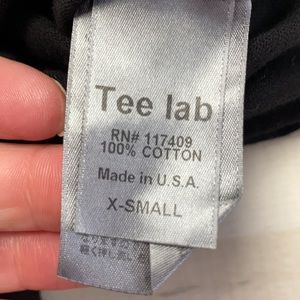 Tee lab
RN# 117409
100% COTTON
Made in U.S.A.
X-SMALL